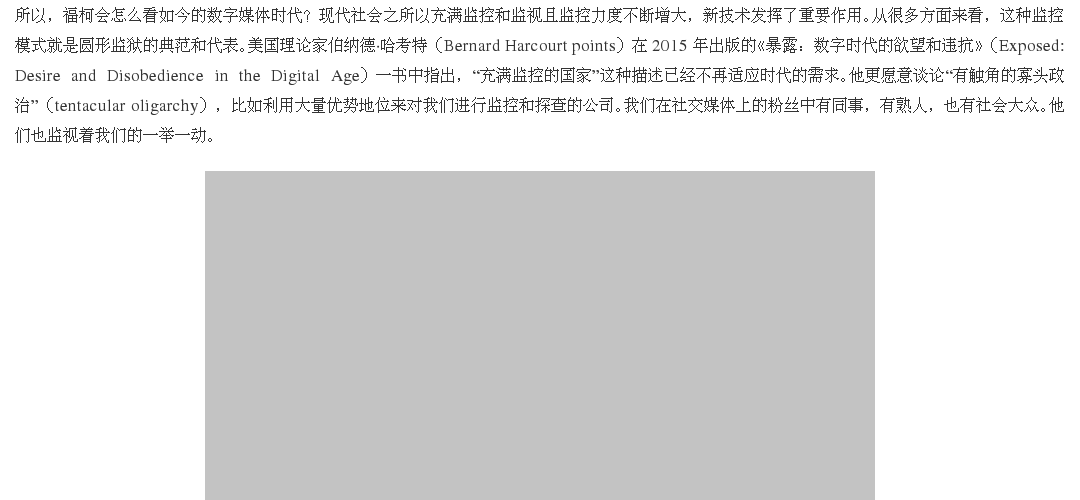 所以，福柯会怎么看如今的数字媒体时代？现代社会之所以充满监控和监视且监控力度不断增大，新技术发挥了重要作用。从很多方面来看，这种监控
模式就是圆形监狱的典范和代表。美国理论家伯纳德·哈考特（Bernard Harcourt points）在 2015 年出版的《暴露：数字时代的欲望和违抗》（Exposed:
Desire and Disobedience in the Digital Age）一书中指出，“充满监控的国家”这种描述已经不再适应时代的需求。他更愿意谈论“有触角的寡头政
治”（tentacular oligarchy），比如利用大量优势地位来对我们进行监控和探查的公司。我们在社交媒体上的粉丝中有同事，有熟人，也有社会大众。他
们也监视着我们的一举一动。